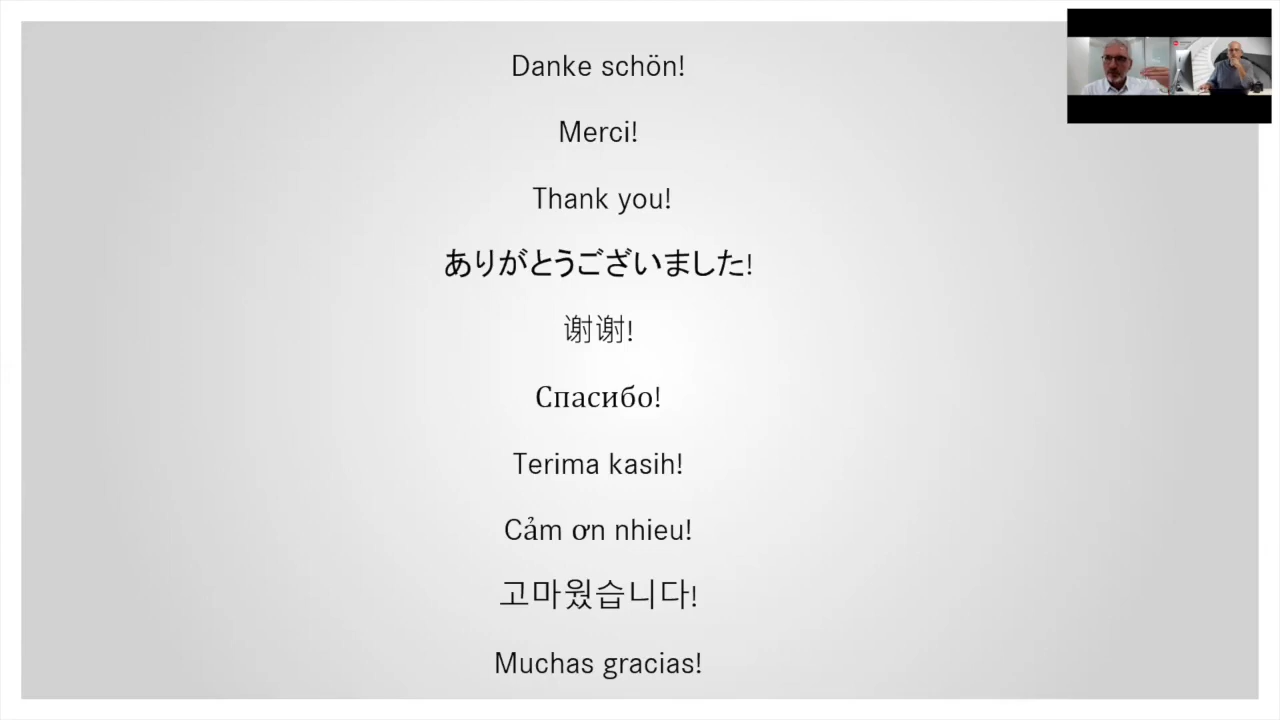 Danke schön!
Merci!
Thank you!
ありがとうございました!
谢谢!
Спасибо!
Terima kasih!
Cảm ơn nhieu!
고마웠습니다!
Muchas gracias!